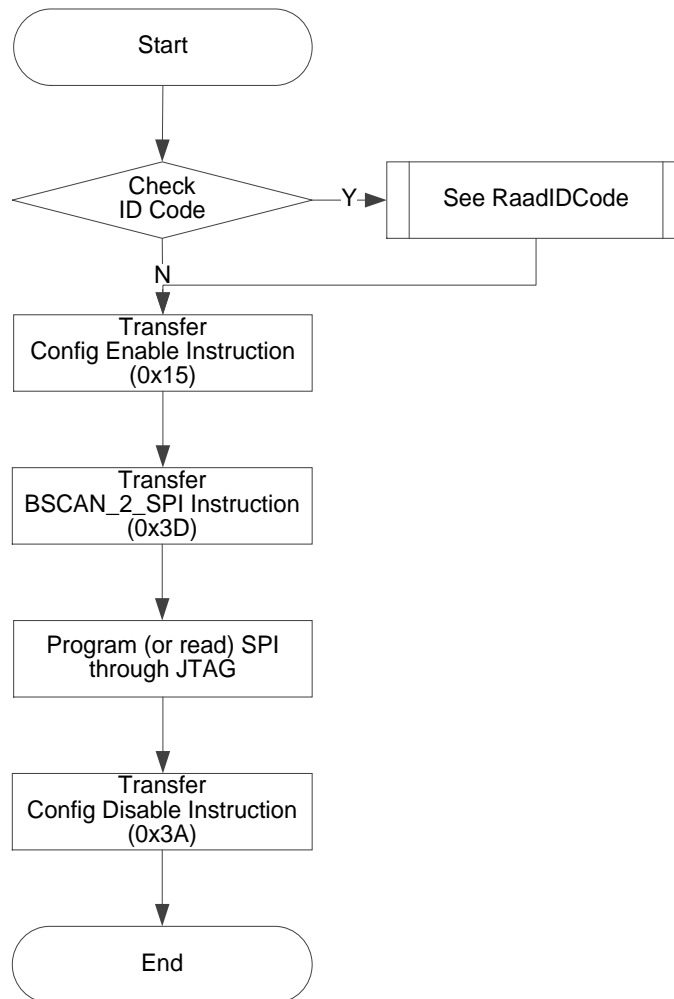 Start
Check
ID Code
Y
See RaadIDCode
N
Transfer
Config Enable Instruction
(0x15)
Transfer
BSCAN_2_SPI Instruction
(0x3D)
Program (or read) SPI
through JTAG
Transfer
Config Disable Instruction
(0x3A)
End